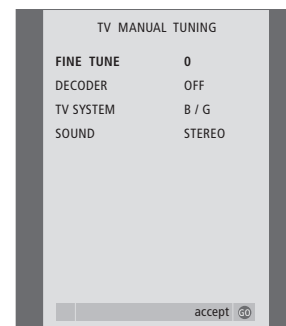 TV MANUAL TUNING
FINE TUNE 0
DECODER OFF
TV SYSTEM B / G
SOUND STEREO
accept GO